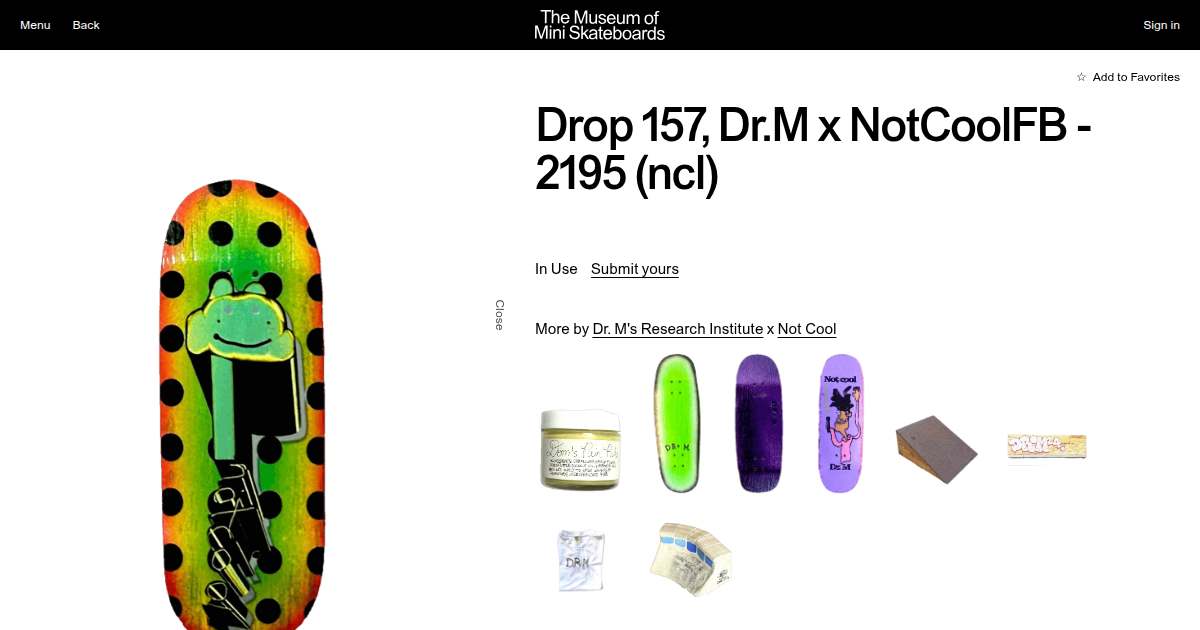 Menu
Back
The Museum of
Mini Skateboards
Sign in
☆ Add to Favorites
Drop 157, Dr.M x NotCoolFB -
2195 (ncl)
In Use
Submit yours
Close
More by Dr. M's Research Institute x Not Cool
DR M
Not cool
Dr. M
DR M